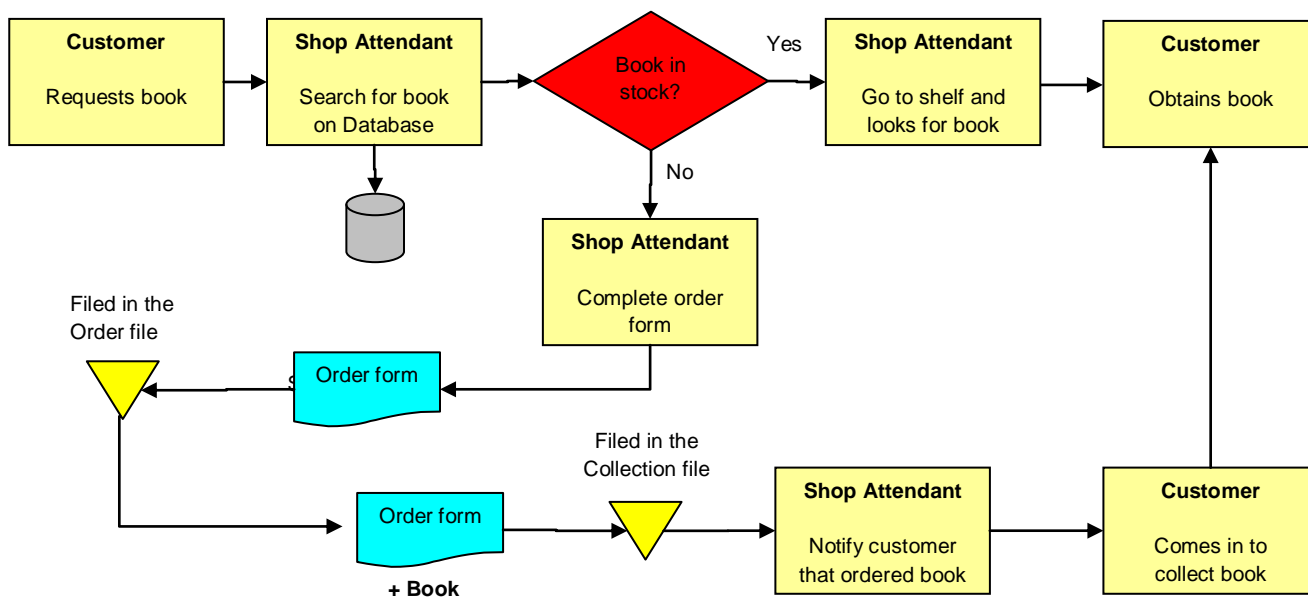 Customer
Requests book
Shop Attendant
Search for book
on Database
Book in
stock?
Yes
No
Shop Attendant
Go to shelf and
looks for book
Customer
Obtains book
Shop Attendant
Complete order
form
Filed in the
Order file
Order form
Filed in the
Collection file
Order form
+ Book
Shop Attendant
Notify customer
that ordered book
Customer
Comes in to
collect book